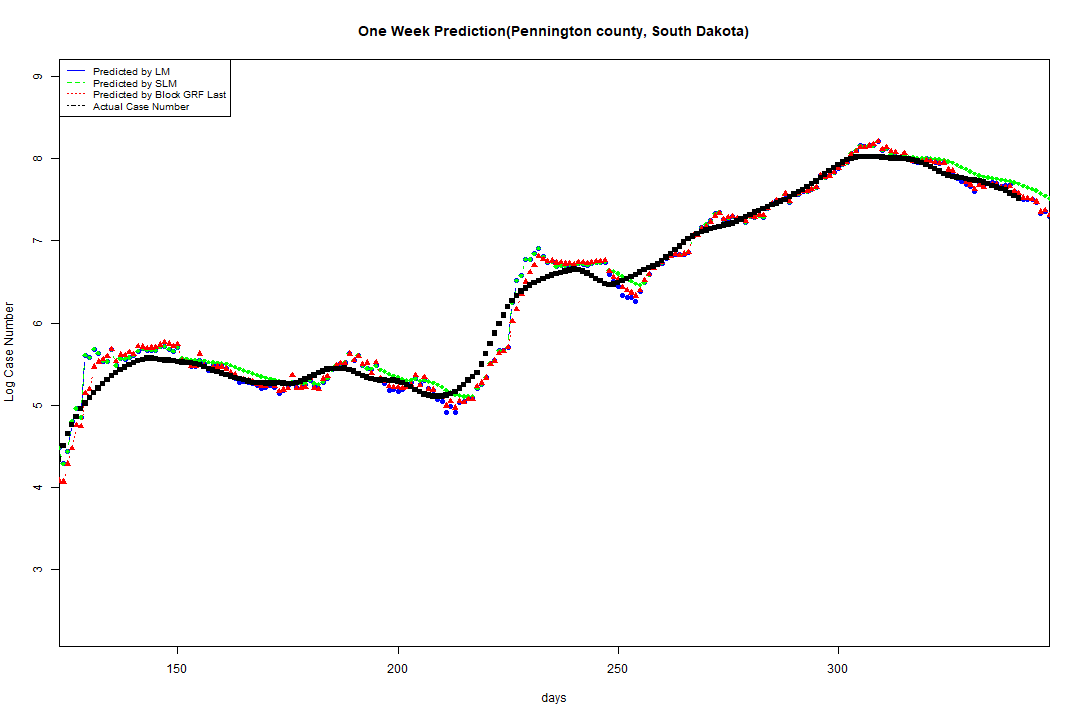 One Week Prediction(Pennington county, South Dakota)
Predicted by LM
Predicted by SLM
Predicted by Block GRF Last
Actual Case Number
9
8
7
6
5
4
3
Log Case Number
150 200 250 300
days